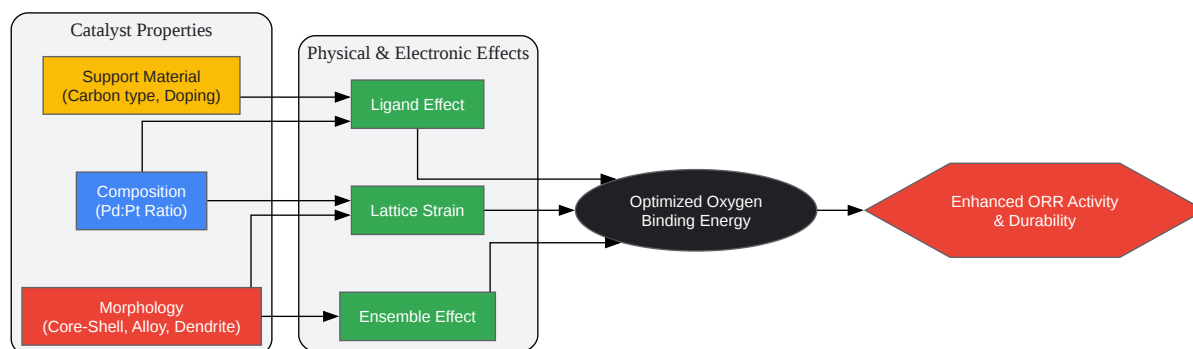 Catalyst Properties
Support Material
(Carbon type, Doping)
Composition
(Pd:Pt Ratio)
Morphology
(Core-Shell, Alloy, Dendrite)
Physical & Electronic Effects
Ligand Effect
Lattice Strain
Ensemble Effect
Optimized Oxygen
Binding Energy
Enhanced ORR Activity
& Durability